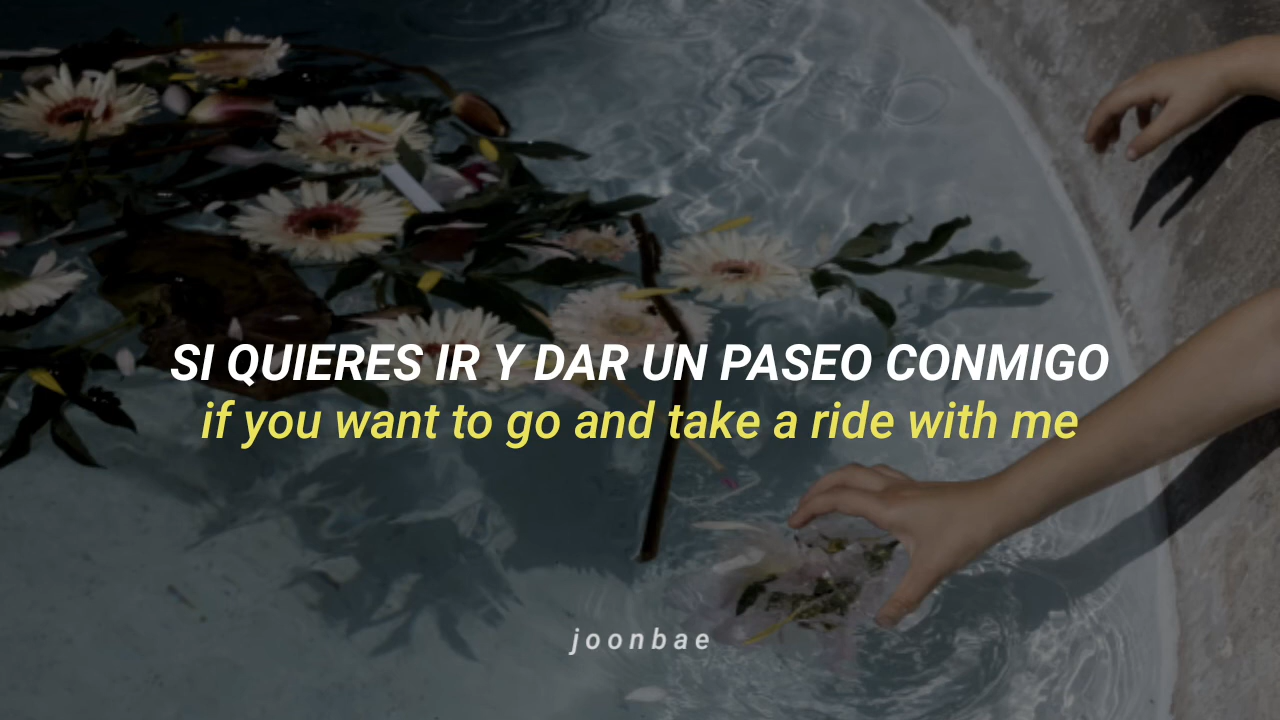 SI QUIERES IR Y DAR UN PASEO CONMIGO
if you want to go and take a ride with me
joonbae